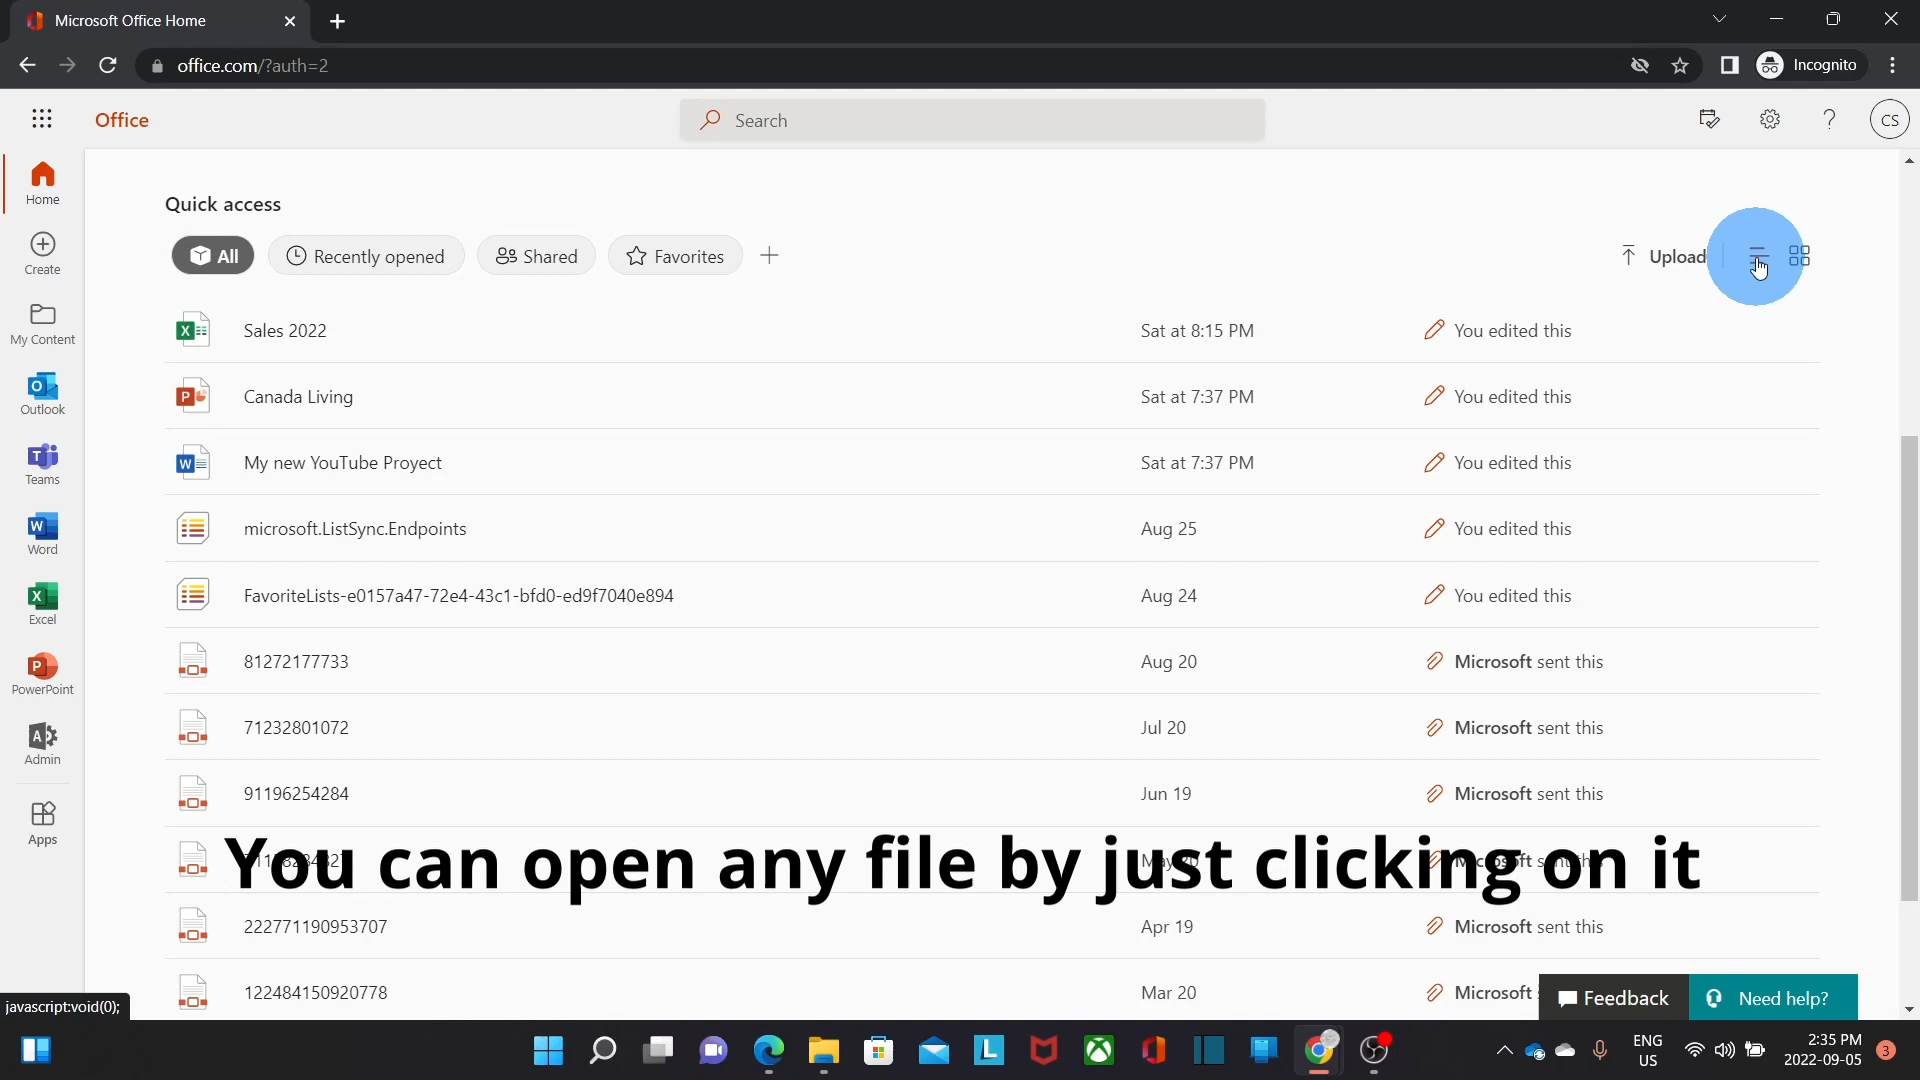 Microsoft Office Home
office.com/?auth=2
Incognito
Office
Search
CS
Home
Create
My Content
Outlook
Teams
Word
Excel
PowerPoint
Admin
Apps
Quick access
All
Recently opened
Shared
Favorites
Upload
Sales 2022 Sat at 8:15 PM You edited this
Canada Living Sat at 7:37 PM You edited this
My new YouTube Proyect Sat at 7:37 PM You edited this
microsoft.ListSync.Endpoints Aug 25 You edited this
FavoriteLists-e0157a47-72e4-43c1-bfd0-ed9f7040e894 Aug 24 You edited this
81272177733 Aug 20 Microsoft sent this
71232801072 Jul 20 Microsoft sent this
91196254284 Jun 19 Microsoft sent this
May 20 Microsoft sent this
You can open any file by just clicking on it
222771190953707 Apr 19 Microsoft sent this
122484150920778 Mar 20 Microsoft
Feedback
Need help?
javascript:void(0);
ENG
US
2:35 PM
2022-09-05
3